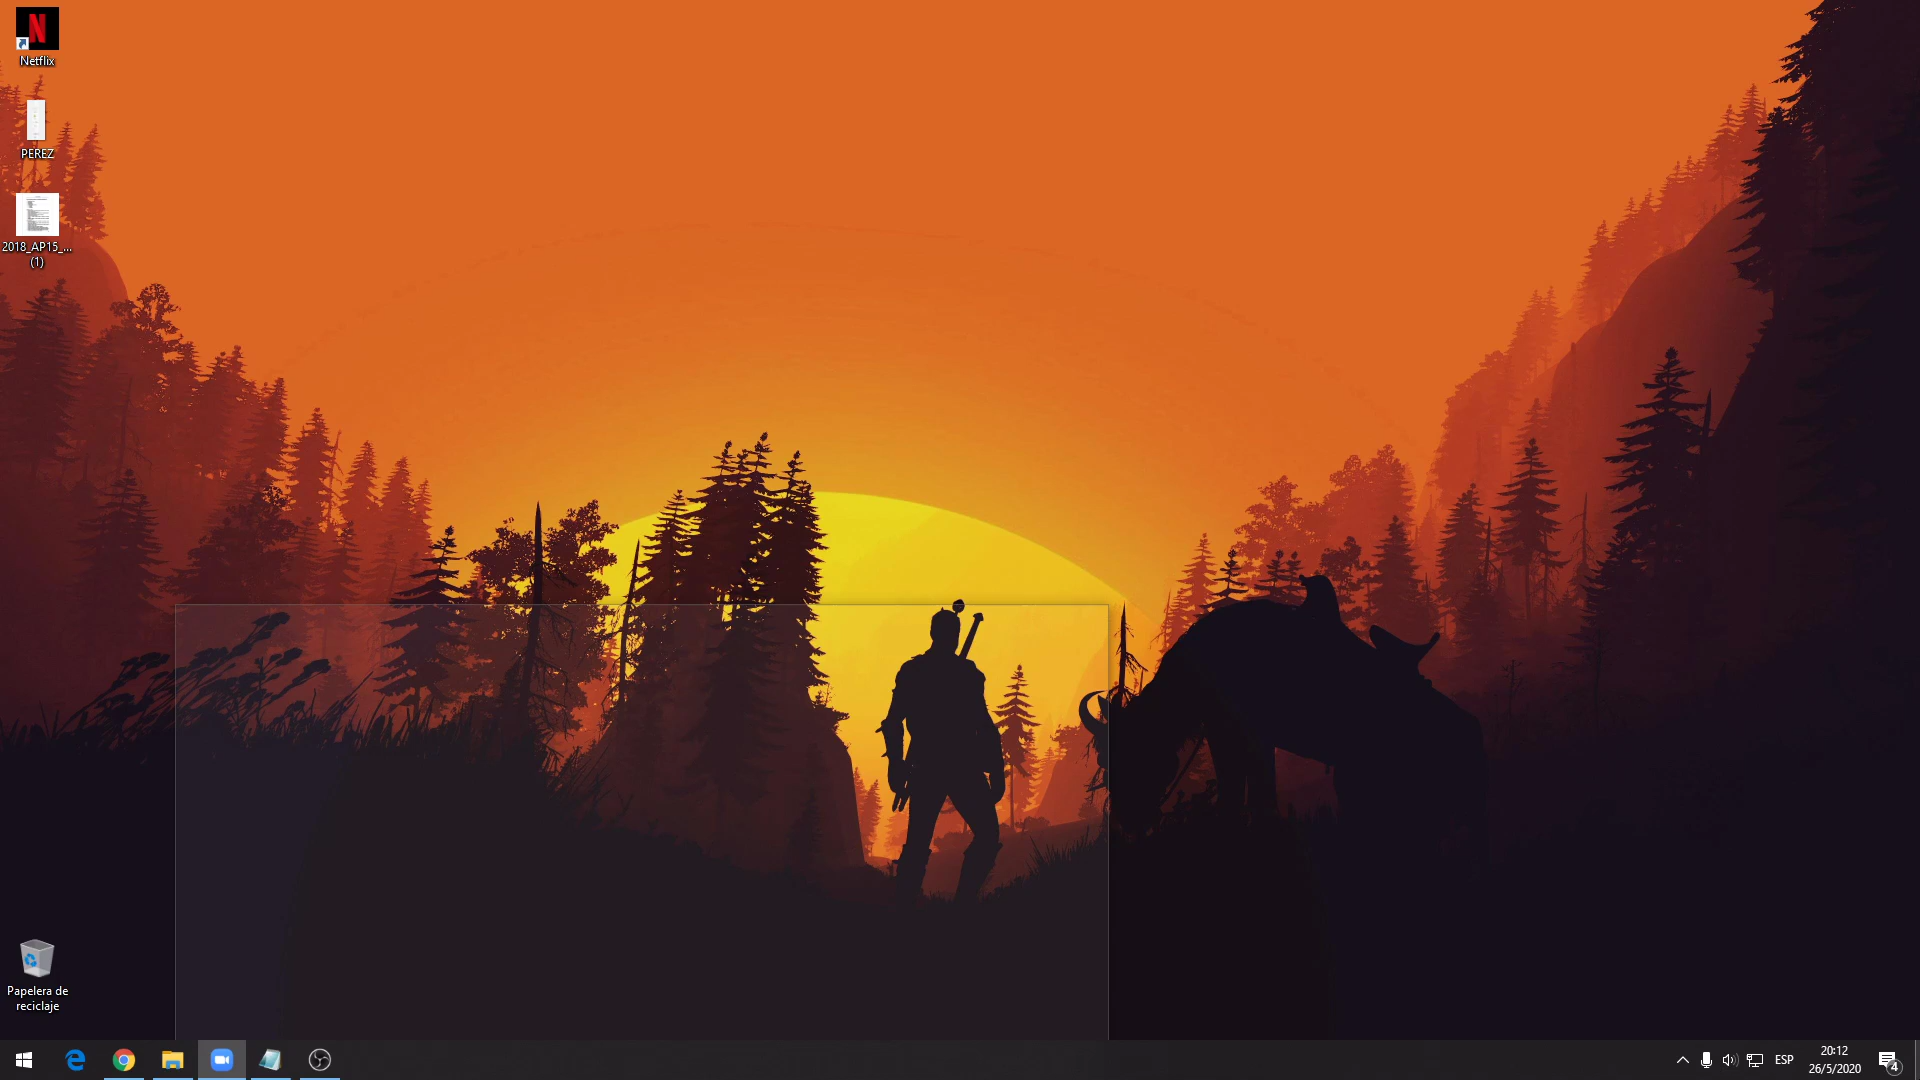 Netflix
PEREZ
2018_AP15_...
(1)
Papelera de
reciclaje
ESP
20:12
26/5/2020
4